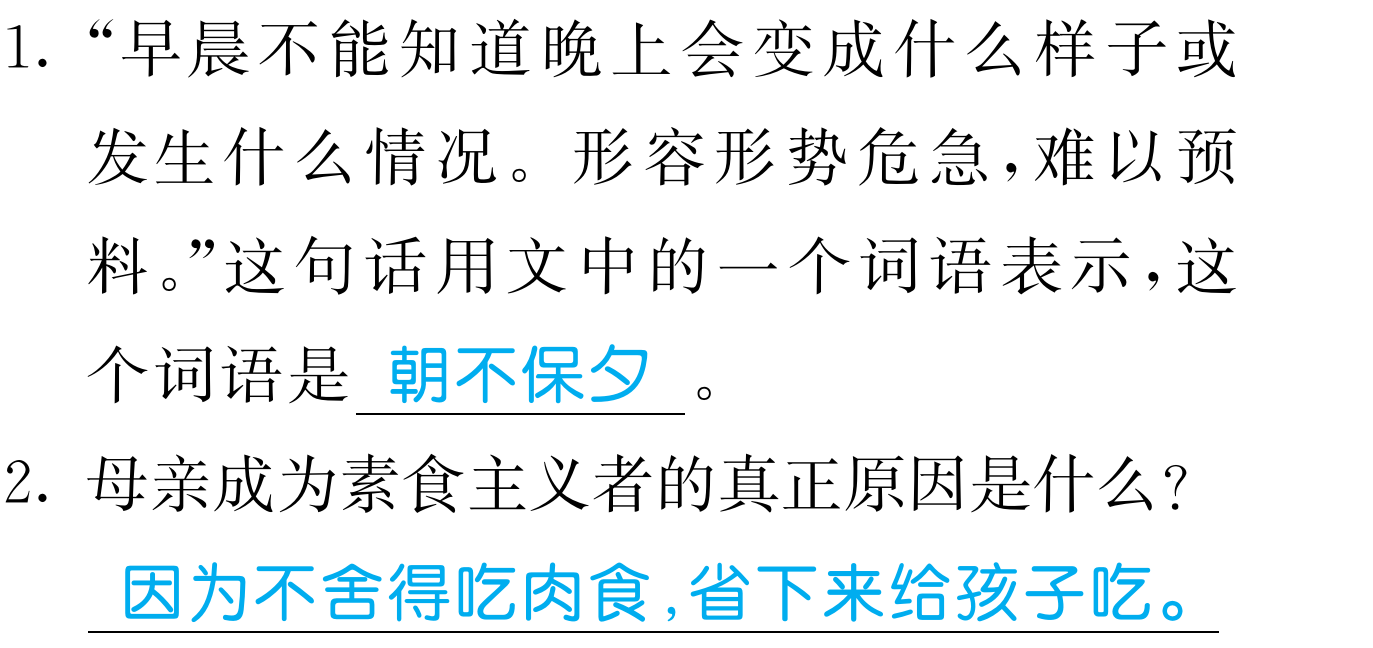 1. “早晨不能知道晚上会变成什么样子或
发生什么情况。形容形势危急，难以预
料。”这句话用文中的一个词语表示，这
个词语是 朝不保夕 。
2. 母亲成为素食主义者的真正原因是什么？
因为不舍得吃肉食，省下来给孩子吃。